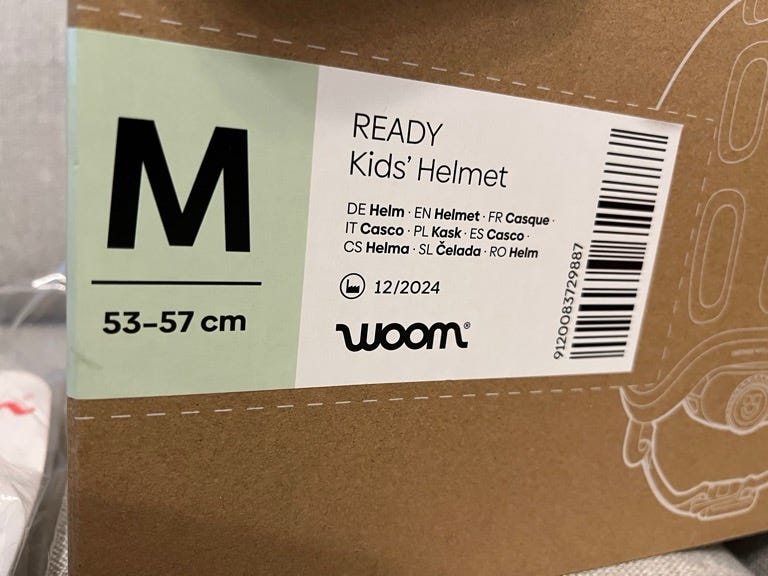 M
53–57 cm
READY
Kids' Helmet
DE Helm · EN Helmet · FR Casque ·
IT Casco · PL Kask · ES Casco ·
CS Helma · SL Čelada · RO Helm
12/2024
woom®
9120083729887